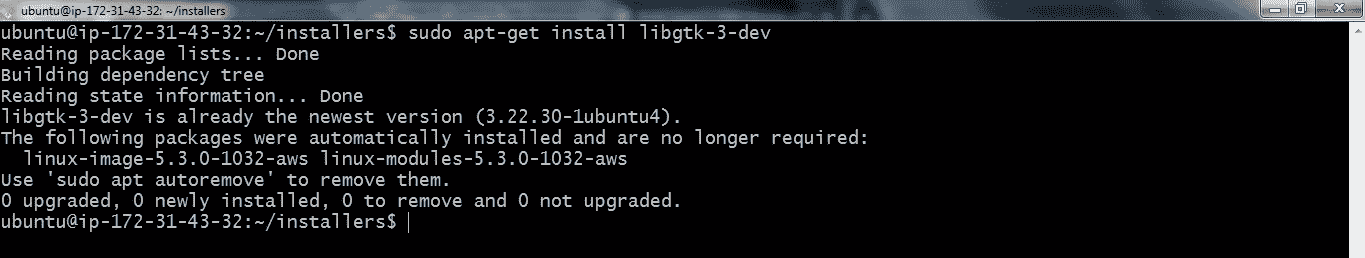 ubuntu@ip-172-31-43-32: ~/installers
ubuntu@ip-172-31-43-32:~/installers$ sudo apt-get install libgtk-3-dev
Reading package lists... Done
Building dependency tree
Reading state information... Done
libgtk-3-dev is already the newest version (3.22.30-1ubuntu4).
The following packages were automatically installed and are no longer required:
  linux-image-5.3.0-1032-aws linux-modules-5.3.0-1032-aws
Use 'sudo apt autoremove' to remove them.
0 upgraded, 0 newly installed, 0 to remove and 0 not upgraded.
ubuntu@ip-172-31-43-32:~/installers$